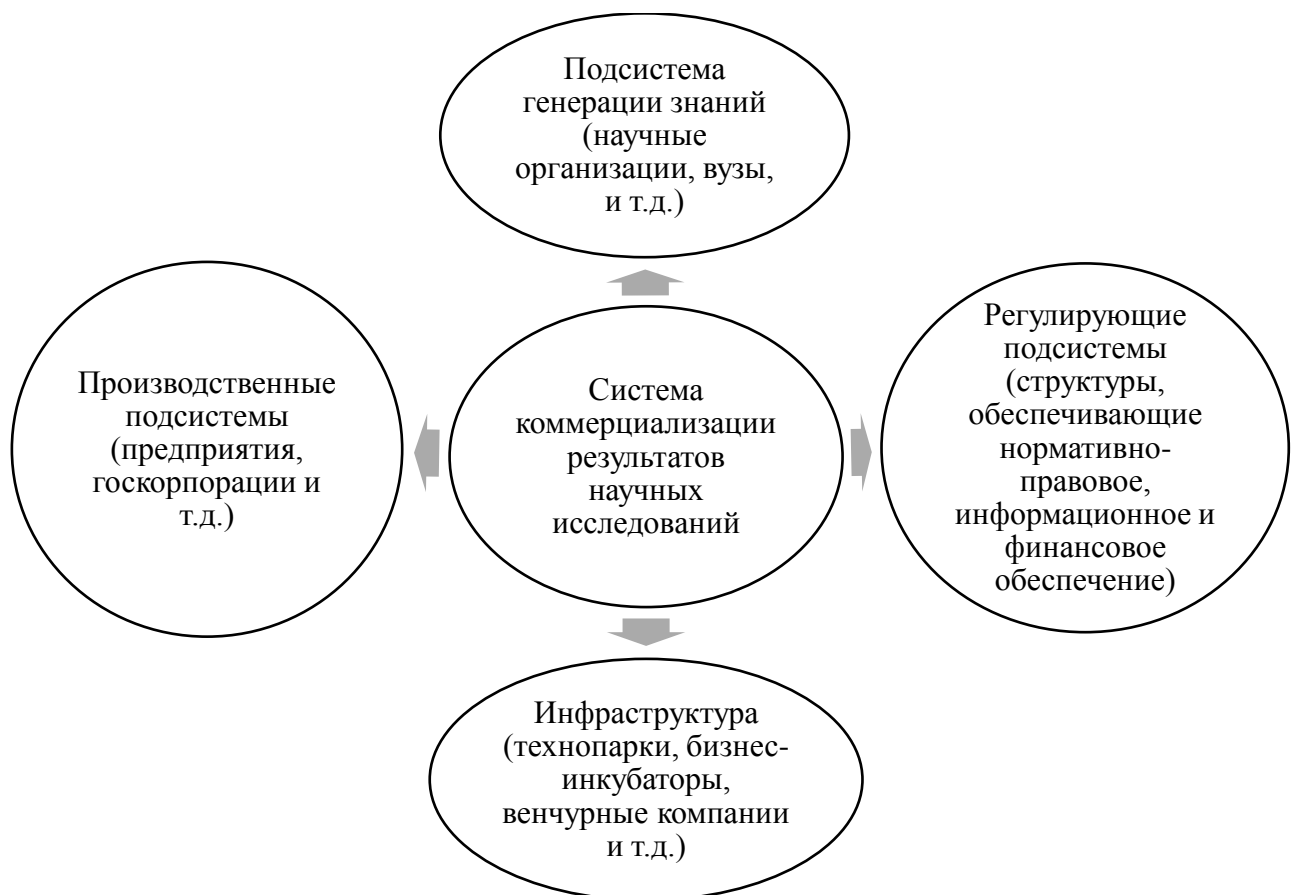 Подсистема
генерации знаний
(научные
организации, вузы,
и т.д.)
Производственные
подсистемы
(предприятия,
госкорпорации и
т.д.)
Система
коммерциализации
результатов
научных
исследований
Регулирующие
подсистемы
(структуры,
обеспечивающие
нормативно-
правовое,
информационное и
финансовое
обеспечение)
Инфраструктура
(технопарки, бизнес-
инкубаторы,
венчурные компании
и т.д.)